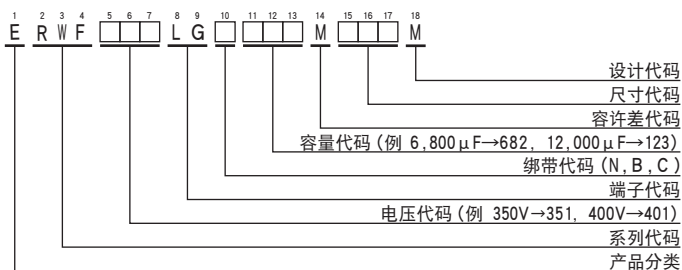 1 2 3 4 5 6 7 8 9 10 11 12 13 14 15 16 17 18
E RWF □□□ LG □ □□□ M □□□ M
设计代码
尺寸代码
容许差代码
容量代码(例 6,800μF→682, 12,000μF→123)
绑带代码(N,B,C)
端子代码
电压代码(例 350V→351, 400V→401)
系列代码
产品分类